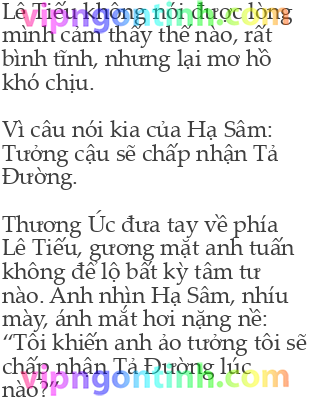 Lê Tiếu không nói được lòng
mình cảm thấy thế nào, rất
bình tĩnh, nhưng lại mơ hồ
khó chịu.
Vì câu nói kia của Hạ Sâm:
Tưởng cậu sẽ chấp nhận Tả
Đường.
Thương Úc đưa tay về phía
Lê Tiếu, gương mặt anh tuấn
không để lộ bất kỳ tâm tư
nào. Anh nhìn Hạ Sâm, nhíu
mày, ánh mắt hơi nặng nề:
“Tôi khiến anh ảo tưởng tôi sẽ
chấp nhận Tả Đường lúc
nào?”
vipngontinh.com
vipngontinh.com